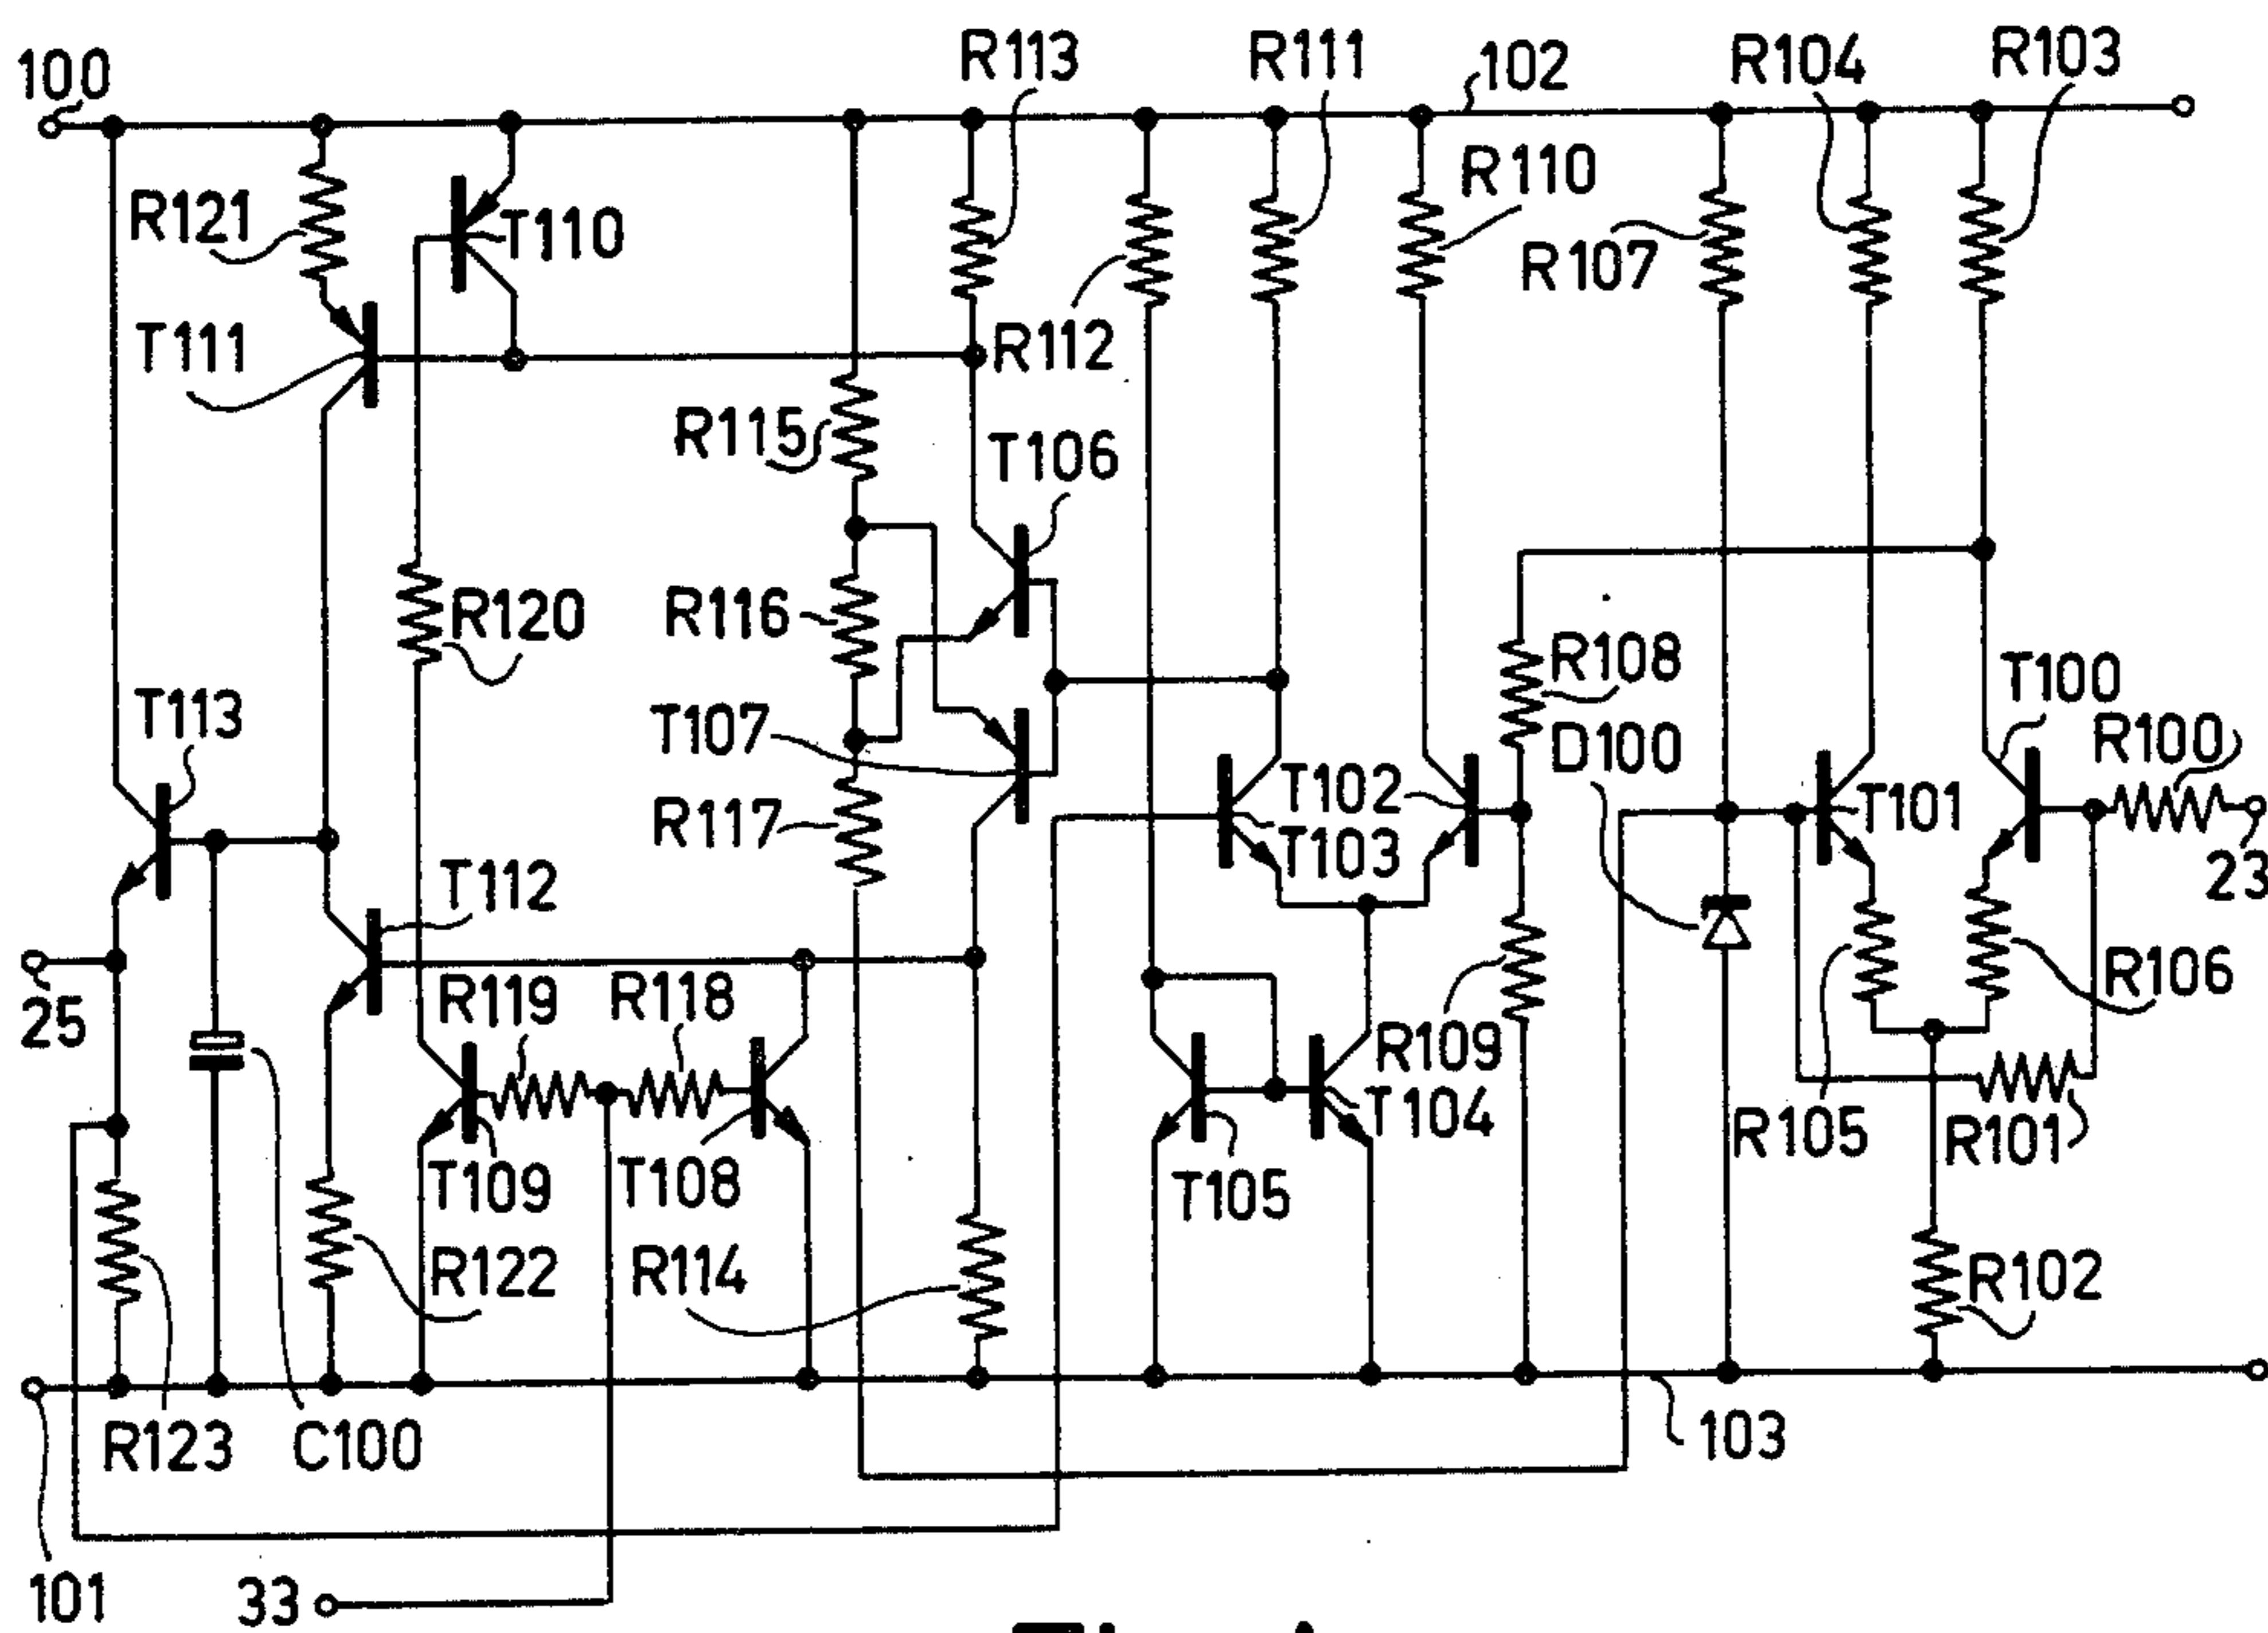 R113 R111 102 R104 R103
100
R110
R121 T110 R107
T111 R112
R115 T106
R120 R116 R108 T100
T113 T107 D100 R100
R117 T102 T101
T112 T103 23
25 R119 R118 R109 R106
T109 T108 T105 T104 R105 R101
R122 R114 R102
R123 C100 103
101 33